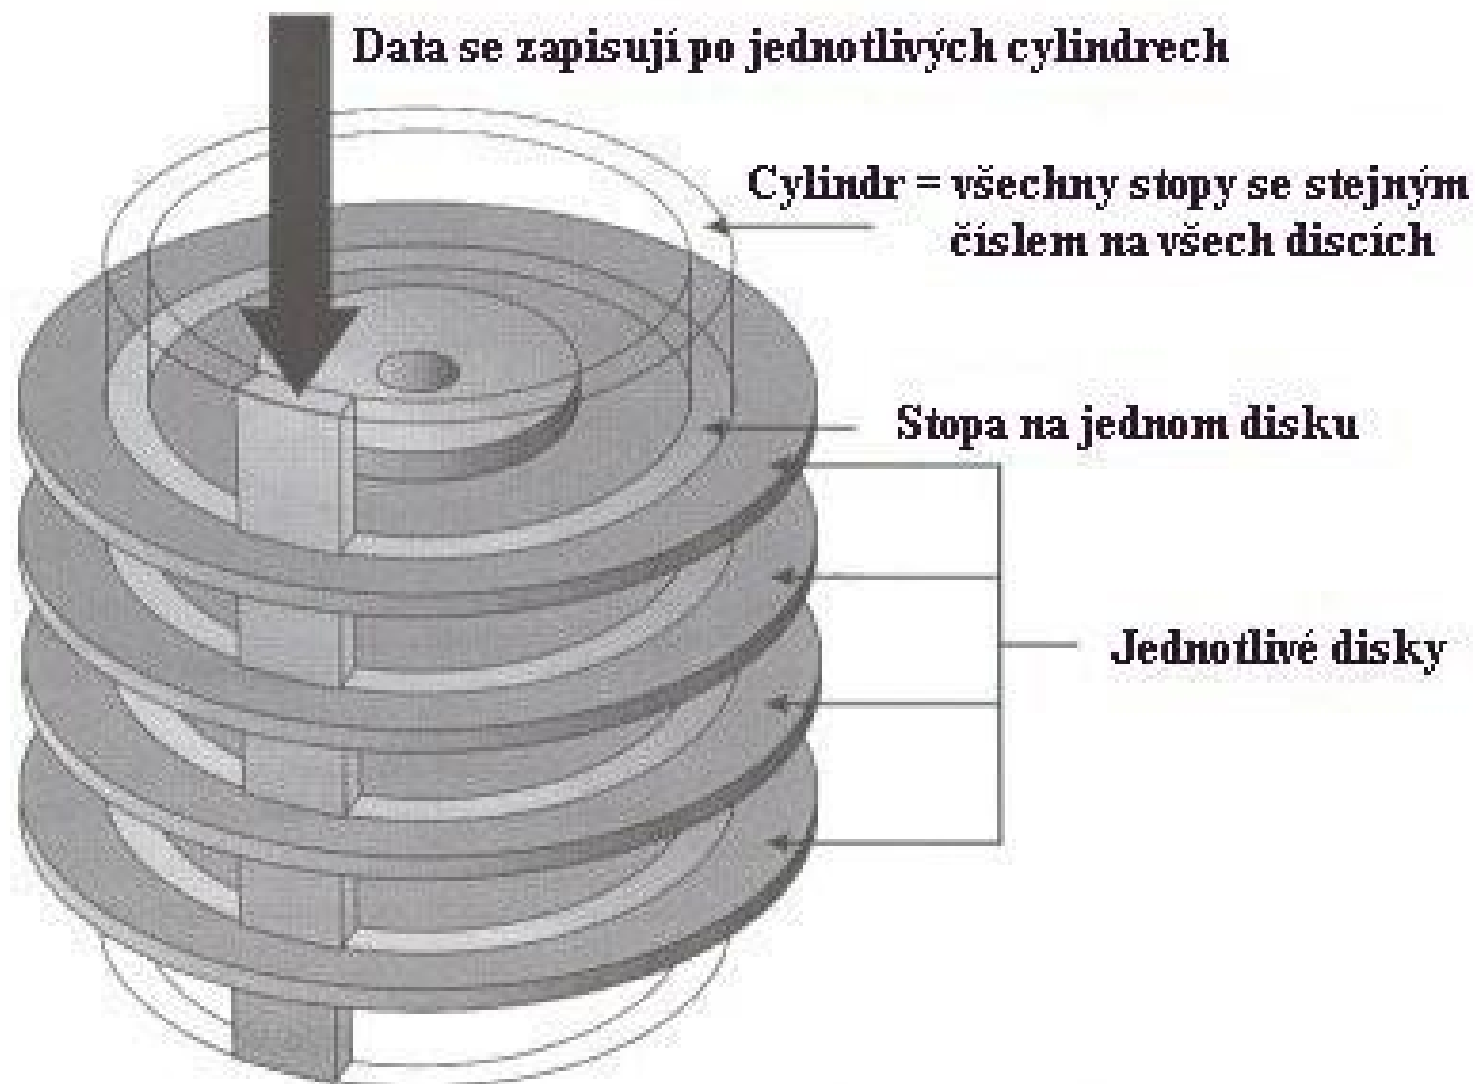 Data se zapisují po jednotlivých cylindrech
Cylindr = všechny stopy se stejným
číslem na všech discích
Stopa na jednom disku
Jednotlivé disky